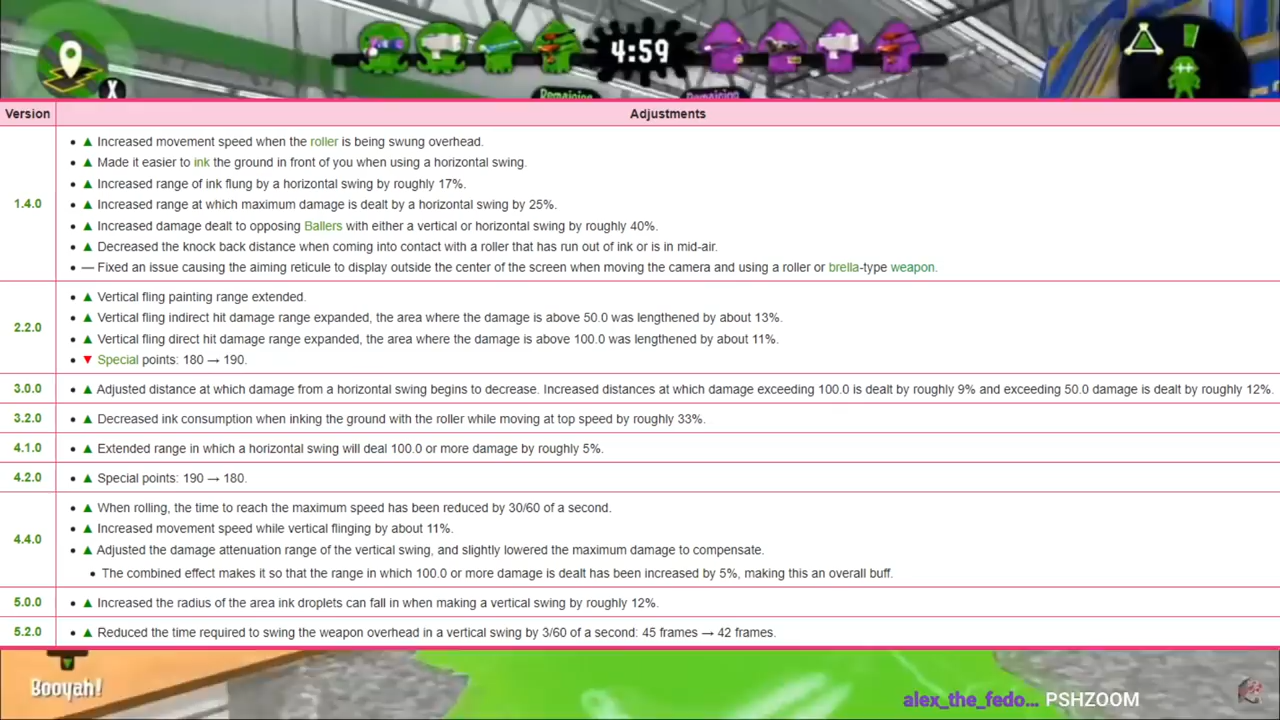 4:59
X
Remaining Remaining
Version Adjustments
1.4.0
• ▲ Increased movement speed when the roller is being swung overhead.
• ▲ Made it easier to ink the ground in front of you when using a horizontal swing.
• ▲ Increased range of ink flung by a horizontal swing by roughly 17%.
• ▲ Increased range at which maximum damage is dealt by a horizontal swing by 25%.
• ▲ Increased damage dealt to opposing Ballers with either a vertical or horizontal swing by roughly 40%.
• ▲ Decreased the knock back distance when coming into contact with a roller that has run out of ink or is in mid-air.
• — Fixed an issue causing the aiming reticule to display outside the center of the screen when moving the camera and using a roller or brella-type weapon.
2.2.0
• ▲ Vertical fling painting range extended.
• ▲ Vertical fling indirect hit damage range expanded, the area where the damage is above 50.0 was lengthened by about 13%.
• ▲ Vertical fling direct hit damage range expanded, the area where the damage is above 100.0 was lengthened by about 11%.
• ▼ Special points: 180 → 190.
3.0.0 • ▲ Adjusted distance at which damage from a horizontal swing begins to decrease. Increased distances at which damage exceeding 100.0 is dealt by roughly 9% and exceeding 50.0 damage is dealt by roughly 12%.
3.2.0 • ▲ Decreased ink consumption when inking the ground with the roller while moving at top speed by roughly 33%.
4.1.0 • ▲ Extended range in which a horizontal swing will deal 100.0 or more damage by roughly 5%.
4.2.0 • ▲ Special points: 190 → 180.
4.4.0
• ▲ When rolling, the time to reach the maximum speed has been reduced by 30/60 of a second.
• ▲ Increased movement speed while vertical flinging by about 11%.
• ▲ Adjusted the damage attenuation range of the vertical swing, and slightly lowered the maximum damage to compensate.
• The combined effect makes it so that the range in which 100.0 or more damage is dealt has been increased by 5%, making this an overall buff.
5.0.0 • ▲ Increased the radius of the area ink droplets can fall in when making a vertical swing by roughly 12%.
5.2.0 • ▲ Reduced the time required to swing the weapon overhead in a vertical swing by 3/60 of a second: 45 frames → 42 frames.
Booyah!
alex_the_fedo... PSHZOOM